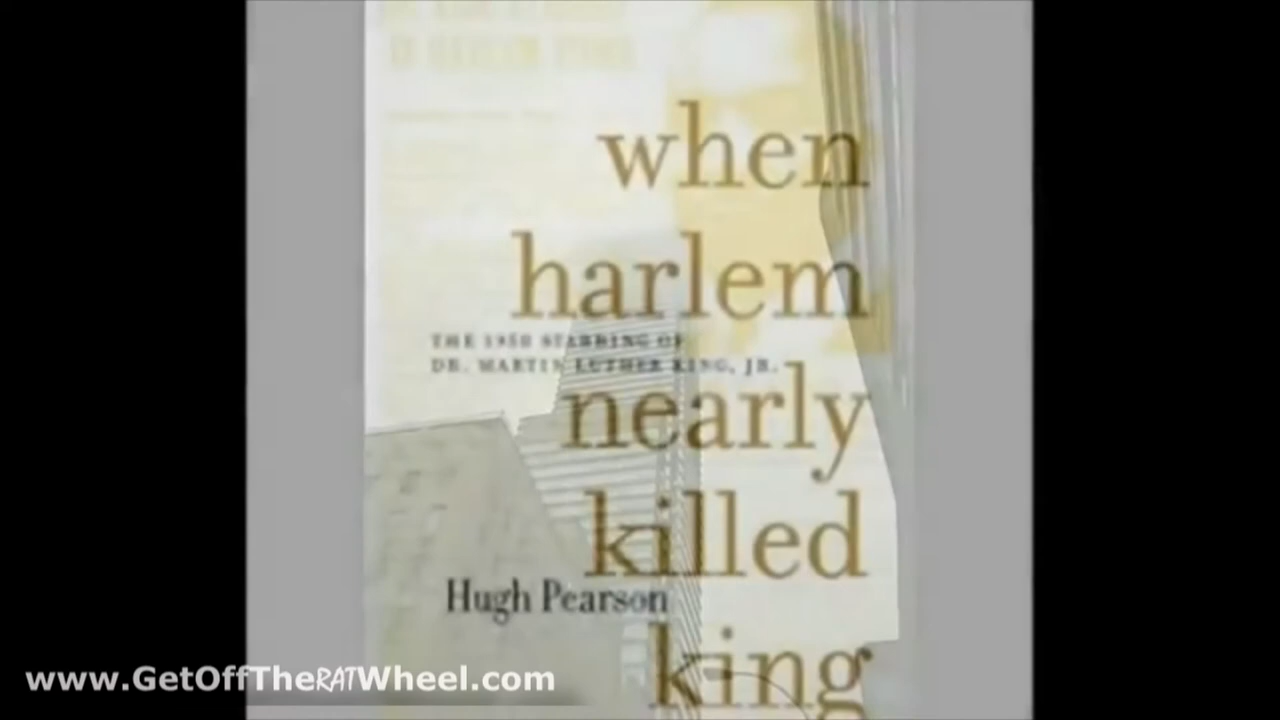 when
harlem
THE 1958 STABBING OF
DR. MARTIN LUTHER KING, JR.
nearly
killed
Hugh Pearson
king
www.GetOffTheRATWheel.com